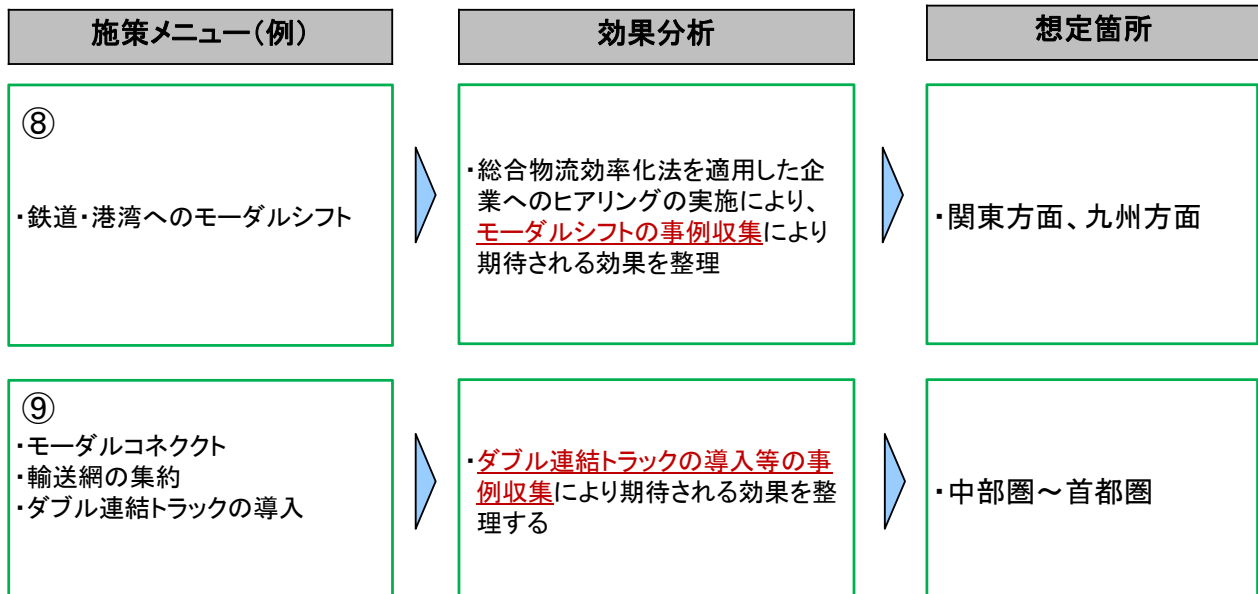 施策メニュー(例)
効果分析
想定箇所
⑧
・鉄道・港湾へのモーダルシフト
・総合物流効率化法を適用した企
業へのヒアリングの実施により、
モーダルシフトの事例収集により
期待される効果を整理
・関東方面、九州方面
⑨
・モーダルコネククト
・輸送網の集約
・ダブル連結トラックの導入
・ダブル連結トラックの導入等の事
例収集により期待される効果を整
理する
・中部圏～首都圏